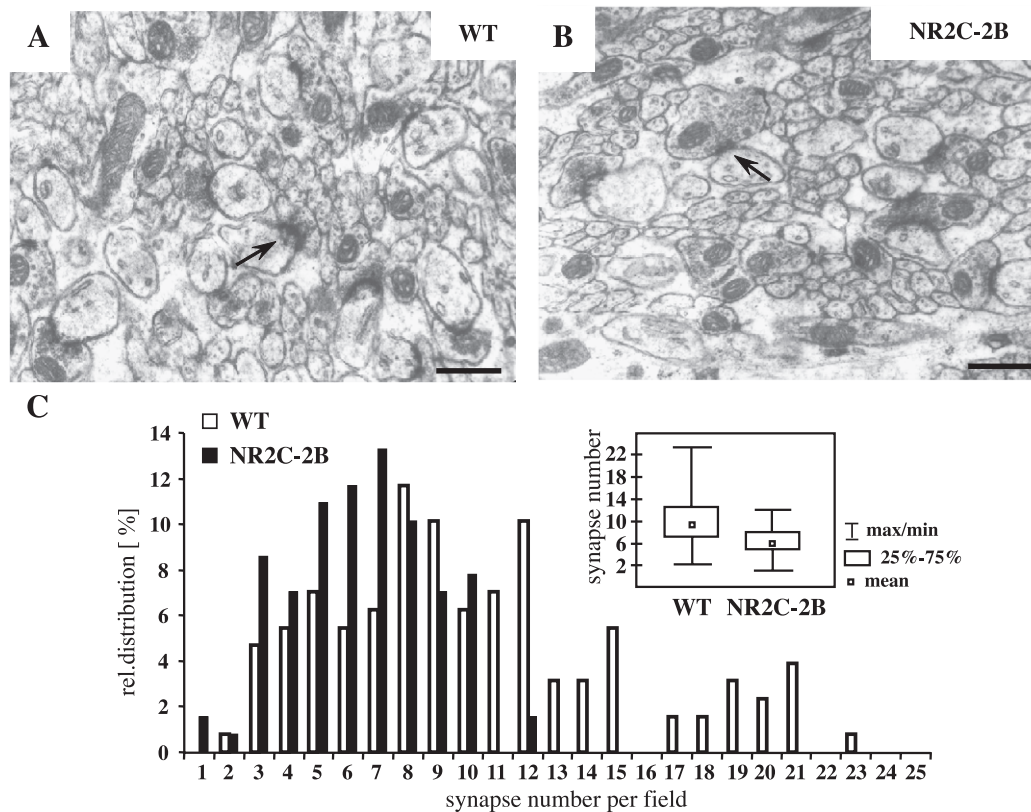 A
WT
B
NR2C-2B
C
WT
NR2C-2B
rel.distribution [ %]
14
12
10
8
6
4
2
0
1 2 3 4 5 6 7 8 9 10 11 12 13 14 15 16 17 18 19 20 21 22 23 24 25
synapse number per field
synapse number
22
18
14
10
6
2
WT NR2C-2B
max/min
25%-75%
mean